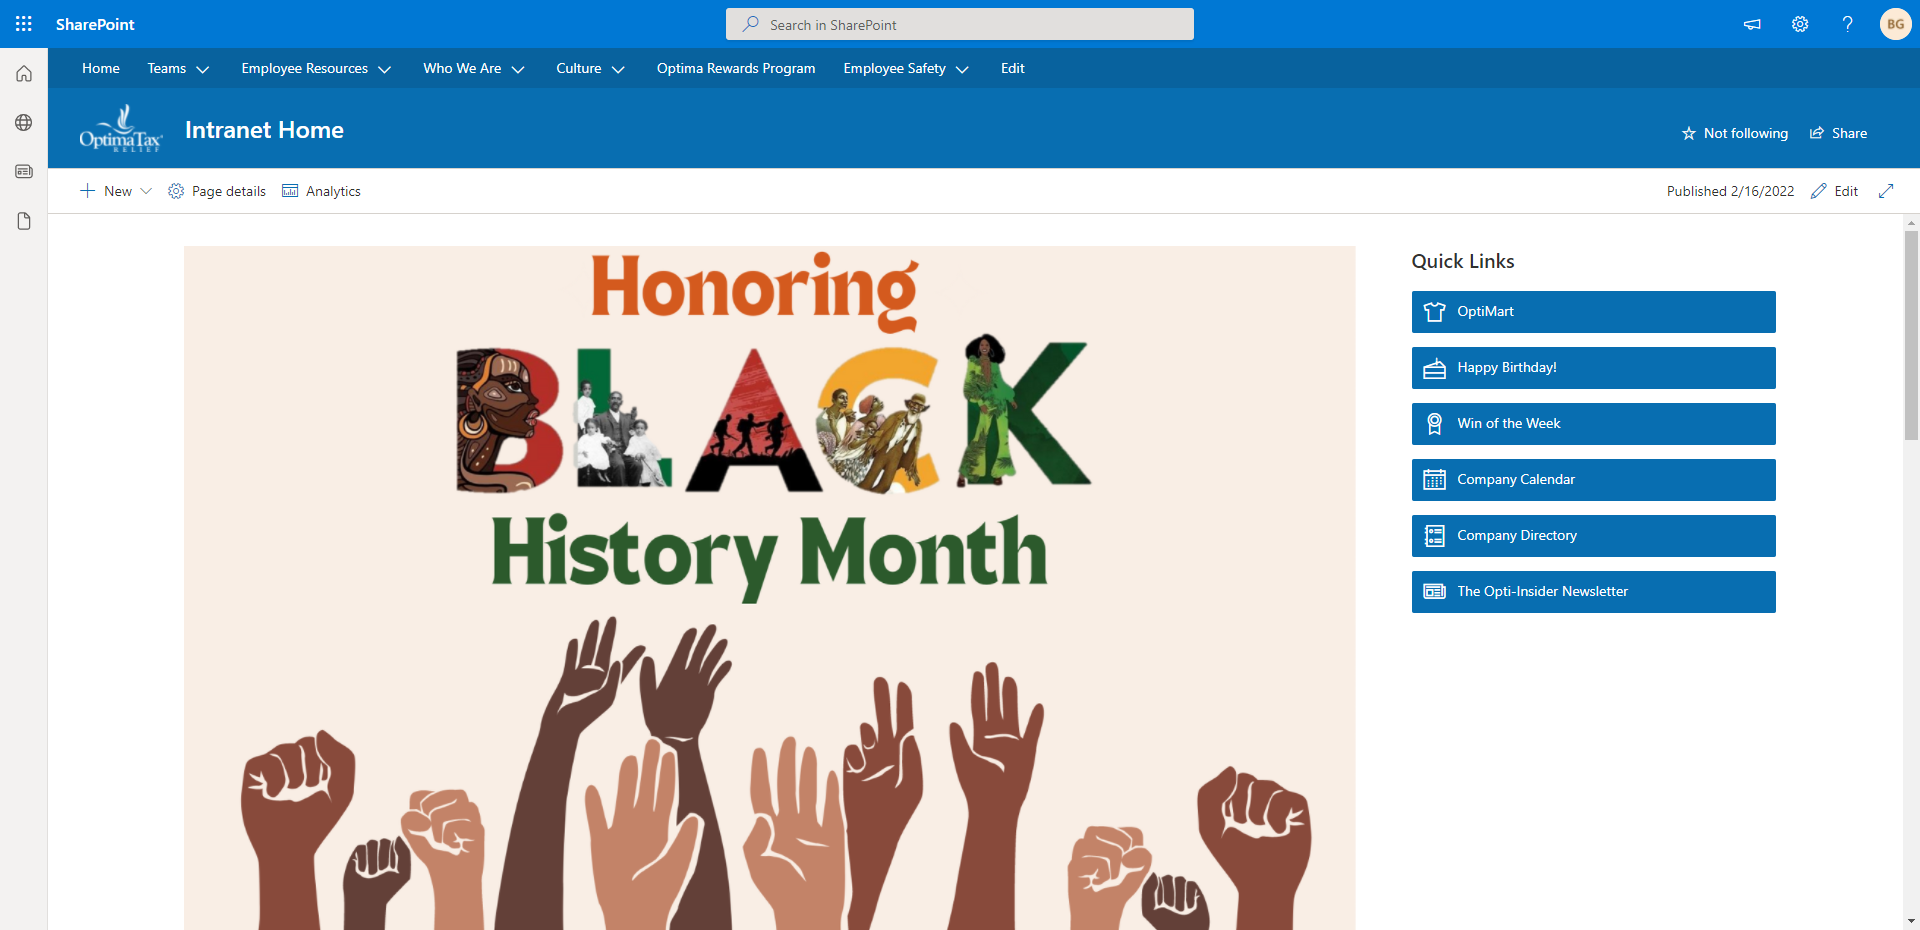 SharePoint
Search in SharePoint
BG
Home
Teams
Employee Resources
Who We Are
Culture
Optima Rewards Program
Employee Safety
Edit
OptimaTax
RELIEF
Intranet Home
Not following
Share
New
Page details
Analytics
Published 2/16/2022
Edit
Honoring
BLACK
History Month
Quick Links
OptiMart
Happy Birthday!
Win of the Week
Company Calendar
Company Directory
The Opti-Insider Newsletter